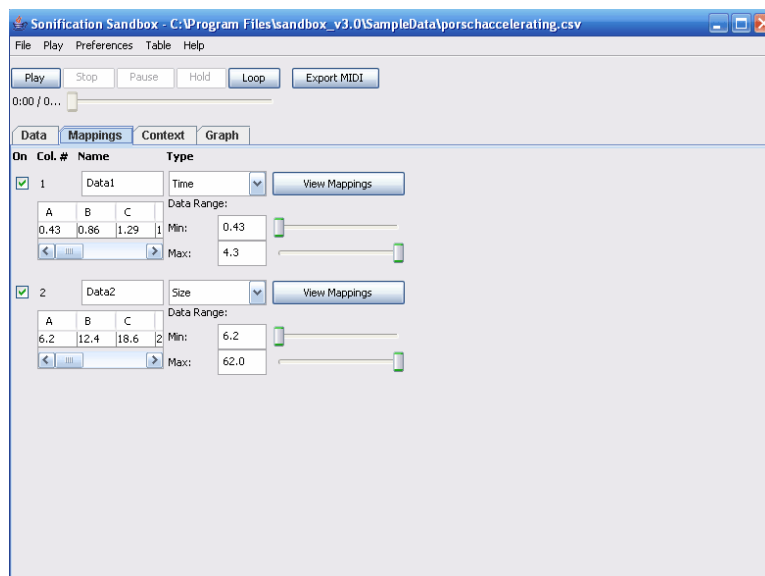 Sonification Sandbox - C:\Program Files\sandbox_v3.0\SampleData\porschaccelerating.csv
File Play Preferences Table Help
Play Stop Pause Hold Loop Export MIDI
0:00 / 0...
Data Mappings Context Graph
On Col. # Name Type
1 Data1 Time View Mappings
Data Range:
A B C
0.43 0.86 1.29 1 Min: 0.43
Max: 4.3
2 Data2 Size View Mappings
Data Range:
A B C
6.2 12.4 18.6 2 Min: 6.2
Max: 62.0